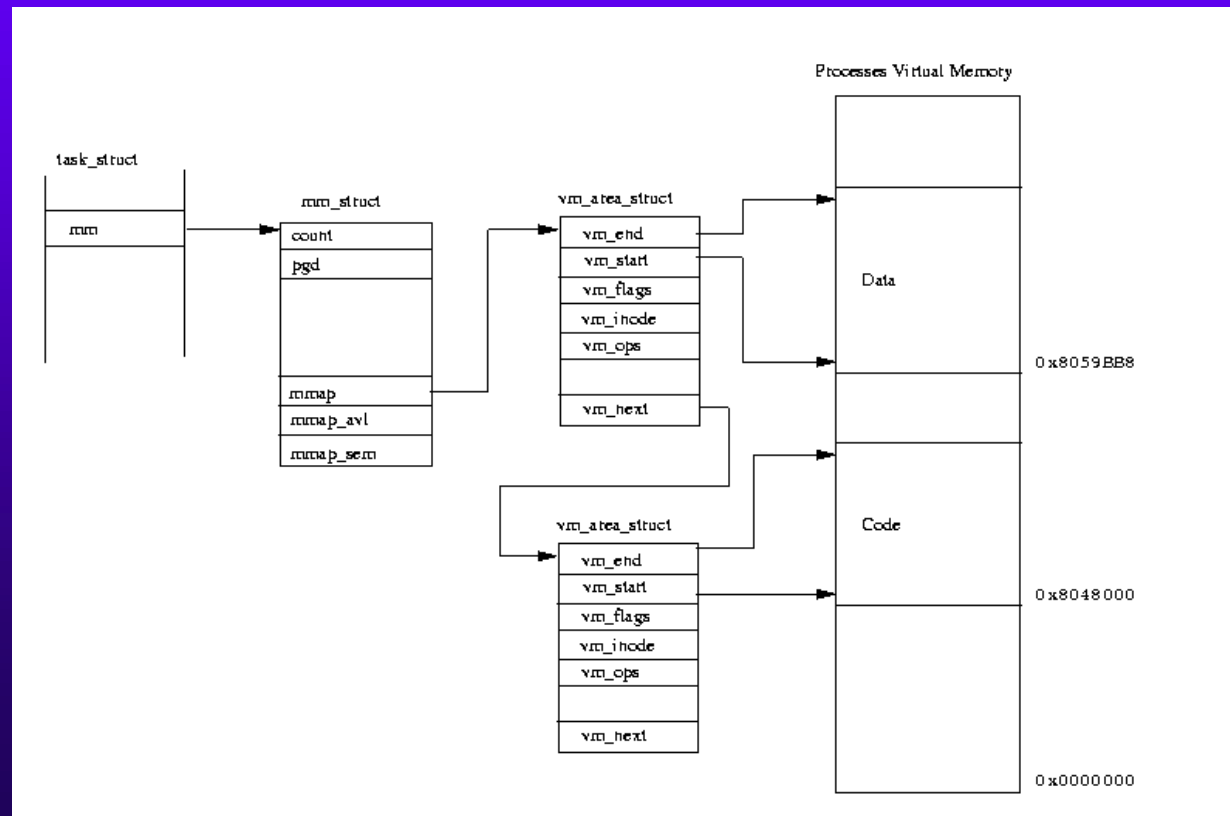 Processes Virtual Memory
task_struct
mm
mm_struct
count
pgd
mmap
mmap_avl
mmap_sem
vm_area_struct
vm_end
vm_start
vm_flags
vm_inode
vm_ops
vm_next
Data
0x8059BB8
vm_area_struct
vm_end
vm_start
vm_flags
vm_inode
vm_ops
vm_next
Code
0x8048000
0x0000000